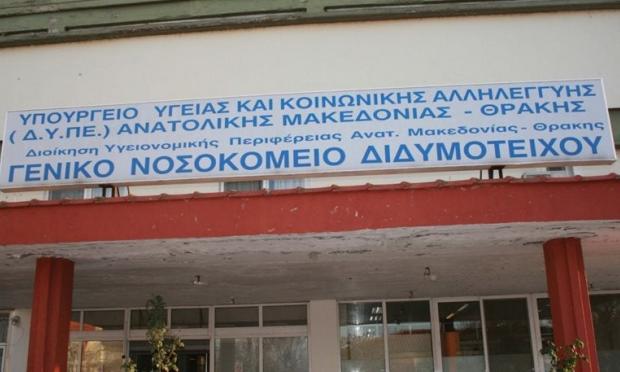 ΥΠΟΥΡΓΕΙΟ ΥΓΕΙΑΣ ΚΑΙ ΚΟΙΝΩΝΙΚΗΣ ΑΛΛΗΛΕΓΓΥΗΣ
( Δ.Υ.ΠΕ.) ΑΝΑΤΟΛΙΚΗΣ ΜΑΚΕΔΟΝΙΑΣ - ΘΡΑΚΗΣ
Διοίκηση Υγειονομικής Περιφέρειας Ανατ. Μακεδονίας - Θρακης
ΓΕΝΙΚΟ ΝΟΣΟΚΟΜΕΙΟ ΔΙΔΥΜΟΤΕΙΧΟΥ